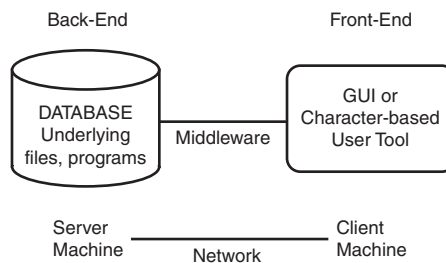 Back-End
Front-End
DATABASE
Underlying
files, programs
Middleware
GUI or
Character-based
User Tool
Server
Machine
Network
Client
Machine